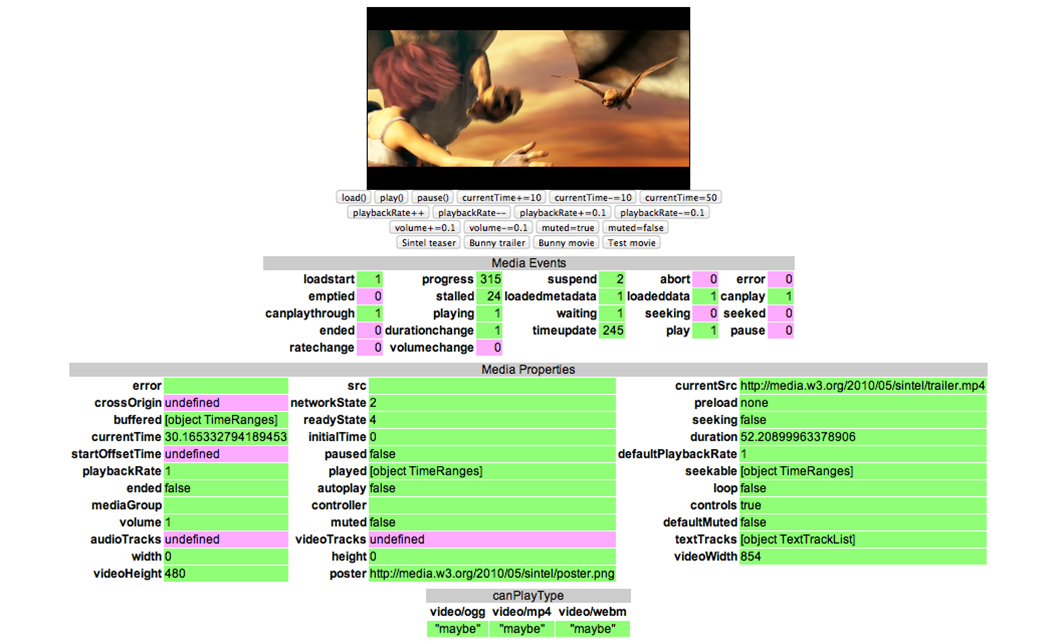 load() play() pause() currentTime+=10 currentTime-=10 currentTime=50
playbackRate++ playbackRate-- playbackRate+=0.1 playbackRate-=0.1
volume+=0.1 volume-=0.1 muted=true muted=false
Sintel teaser Bunny trailer Bunny movie Test movie
Media Events
loadstart 1 progress 315 suspend 2 abort 0 error 0
emptied 0 stalled 24 loadedmetadata 1 loadeddata 1 canplay 1
canplaythrough 1 playing 1 waiting 1 seeking 0 seeked 0
ended 0 durationchange 1 timeupdate 245 play 1 pause 0
ratechange 0 volumechange 0
Media Properties
error src currentSrc http://media.w3.org/2010/05/sintel/trailer.mp4
crossOrigin undefined networkState 2 preload none
buffered [object TimeRanges] readyState 4 seeking false
currentTime 30.165332794189453 initialTime 0 duration 52.20899963378906
startOffsetTime undefined paused false defaultPlaybackRate 1
playbackRate 1 played [object TimeRanges] seekable [object TimeRanges]
ended false autoplay false loop false
mediaGroup controller controls true
volume 1 muted false defaultMuted false
audioTracks undefined videoTracks undefined textTracks [object TextTrackList]
width 0 height 0 videoWidth 854
videoHeight 480 poster http://media.w3.org/2010/05/sintel/poster.png
canPlayType
video/ogg video/mp4 video/webm
"maybe" "maybe" "maybe"